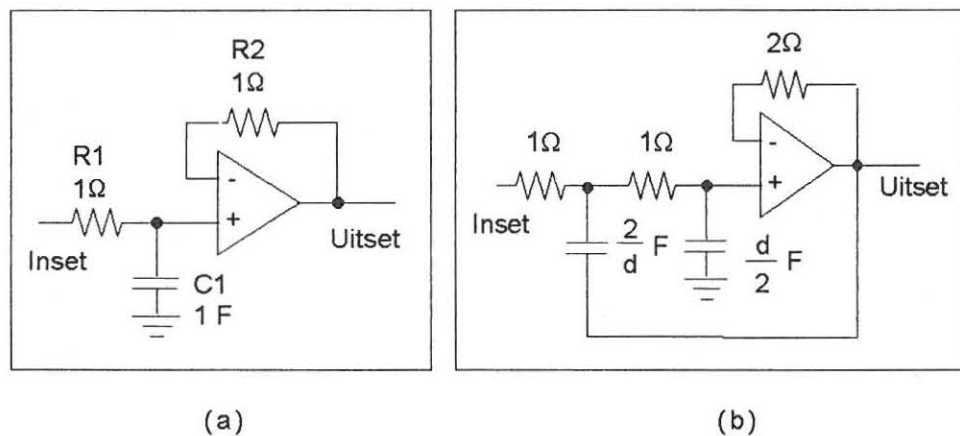 R2
1Ω
R1
1Ω
-
+
Inset
Uitset
C1
1 F
(a)
2Ω
1Ω
1Ω
-
+
Inset
Uitset
2/d F
d/2 F
(b)